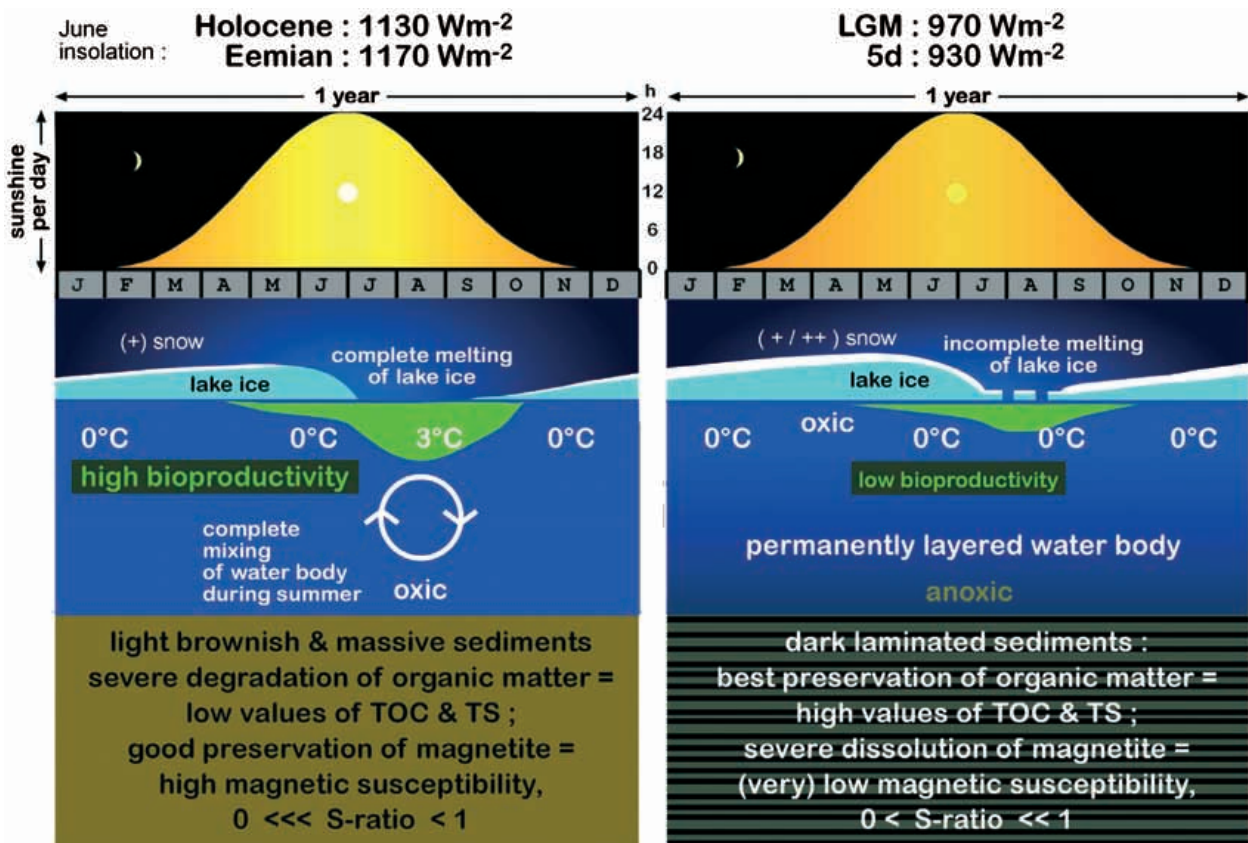 June
insolation :
Holocene : 1130 Wm-2
Eemian : 1170 Wm-2
LGM : 970 Wm-2
5d : 930 Wm-2
1 year
h
1 year
sunshine
per day
24
18
12
6
0
J F M A M J J A S O N D
J F M A M J J A S O N D
(+) snow
complete melting
of lake ice
lake ice
0°C 0°C 3°C 0°C
high bioproductivity
complete
mixing
of water body
during summer
oxic
light brownish & massive sediments
severe degradation of organic matter =
low values of TOC & TS ;
good preservation of magnetite =
high magnetic susceptibility,
0 <<< S-ratio < 1
( + / ++ ) snow
incomplete melting
of lake ice
lake ice
oxic
0°C 0°C 0°C 0°C
low bioproductivity
permanently layered water body
anoxic
dark laminated sediments :
best preservation of organic matter =
high values of TOC & TS ;
severe dissolution of magnetite =
(very) low magnetic susceptibility,
0 < S-ratio << 1